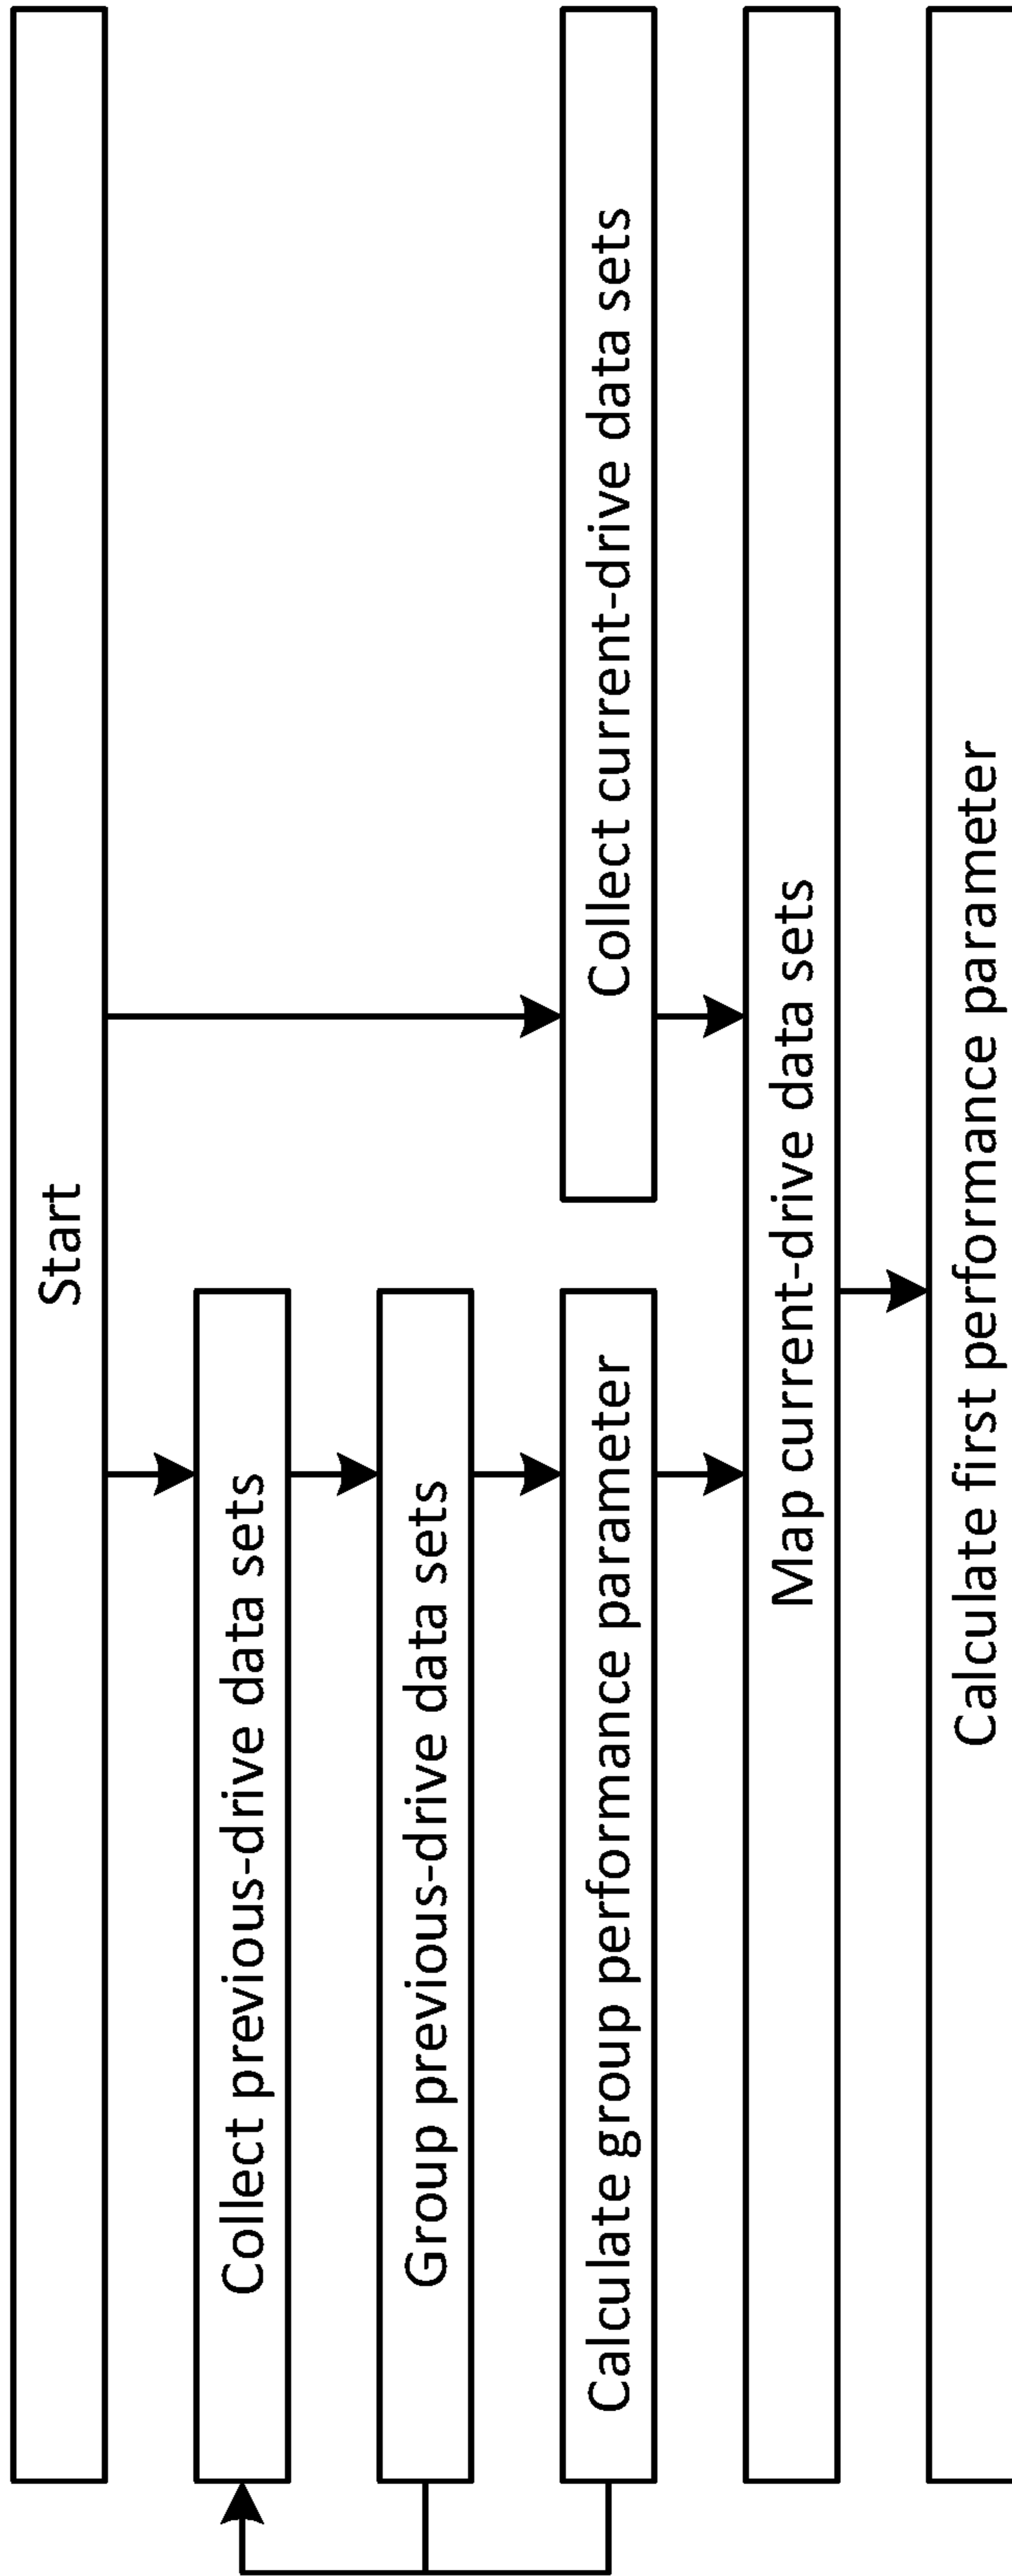 Start
Collect previous-drive data sets
Group previous-drive data sets
Calculate group performance parameter
Collect current-drive data sets
Map current-drive data sets
Calculate first performance parameter